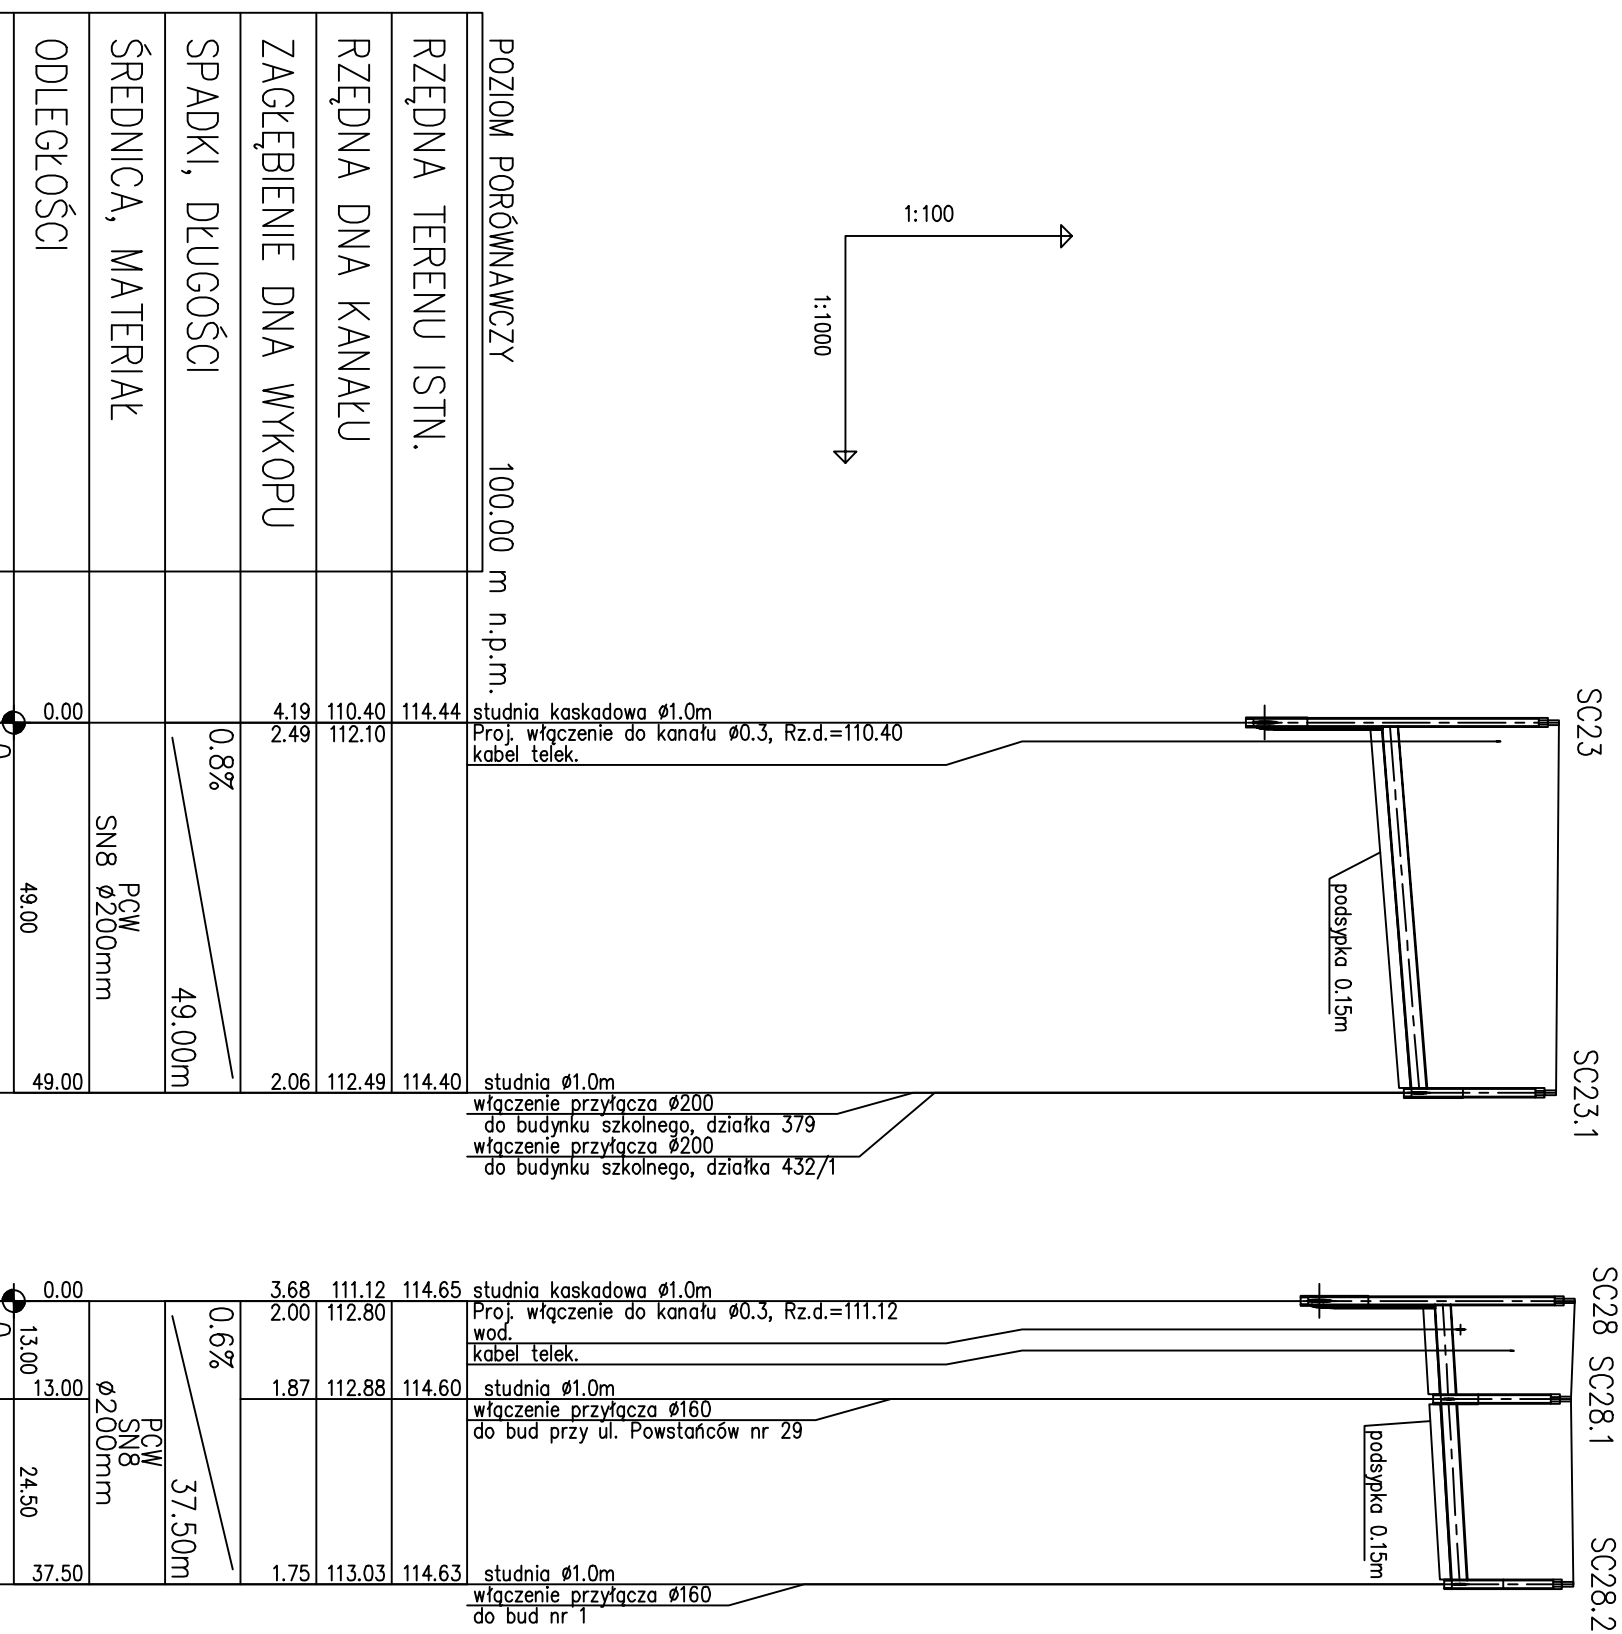 SC23
SC23.1
SC28
SC28.1
SC28.2
1:100
1:1000
podsypka 0.15m
podsypka 0.15m
POZIOM PORÓWNAWCZY 100.00 m n.p.m.
RZĘDNA TERENU ISTN.
RZĘDNA DNA KANAŁU
ZAGŁĘBIENIE DNA WYKOPU
SPADKI, DŁUGOŚCI
ŚREDNICA, MATERIAŁ
ODLEGŁOŚCI
studnia kaskadowa ø1.0m
Proj. włączenie do kanału ø0.3, Rz.d.=110.40
kabel telek.
114.44
110.40
112.10
4.19
2.49
0.00
0.8%
49.00m
PCW
SN8 ø200mm
49.00
studnia ø1.0m
włączenie przyłącza ø200
do budynku szkolnego, działka 379
włączenie przyłącza ø200
do budynku szkolnego, działka 432/1
114.40
112.49
2.06
49.00
studnia kaskadowa ø1.0m
Proj. włączenie do kanału ø0.3, Rz.d.=111.12
wod.
kabel telek.
114.65
111.12
112.80
3.68
2.00
0.00
0.6%
37.50m
PCW
SN8
ø200mm
13.00
studnia ø1.0m
włączenie przyłącza ø160
do bud przy ul. Powstańców nr 29
114.60
112.88
1.87
13.00
24.50
studnia ø1.0m
włączenie przyłącza ø160
do bud nr 1
114.63
113.03
1.75
37.50